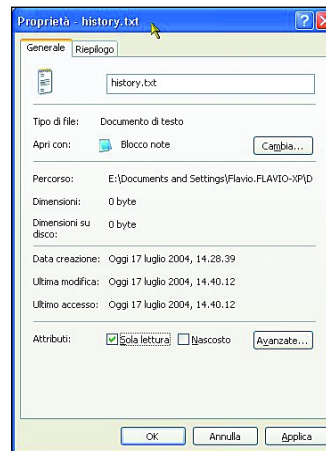 Proprietà - history.txt
Generale Riepilogo
history.txt
Tipo di file: Documento di testo
Apri con: Blocco note Cambia...
Percorso: E:\Documents and Settings\Flavio.FLAVIO-XP\D
Dimensioni: 0 byte
Dimensioni su disco: 0 byte
Data creazione: Oggi 17 luglio 2004, 14.28.39
Ultima modifica: Oggi 17 luglio 2004, 14.40.12
Ultimo accesso: Oggi 17 luglio 2004, 14.40.12
Attributi: Sola lettura Nascosto Avanzate...
OK Annulla Applica